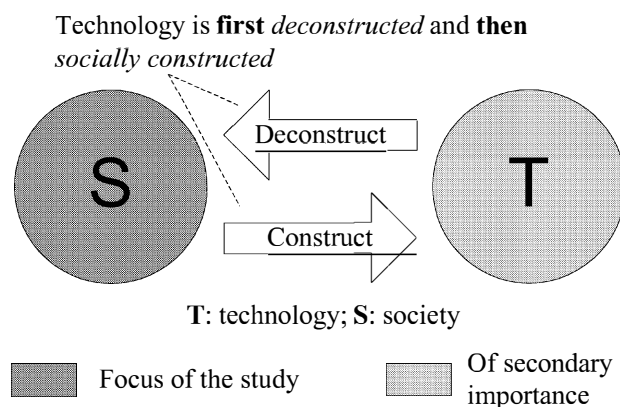 Technology is first deconstructed and then
socially constructed
Deconstruct
S
T
Construct
T: technology; S: society
Focus of the study
Of secondary
importance